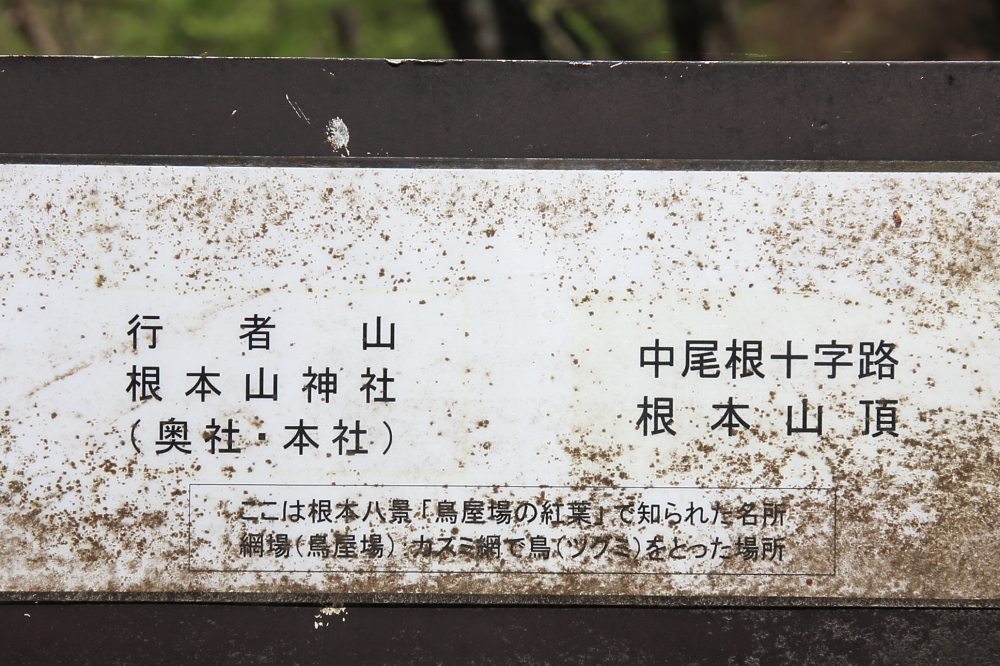 行者山
根本山神社
(奥社・本社)
中尾根十字路
根本山頂
ここは根本八景「鳥屋場の紅葉」で知られた名所
網場(鳥屋場) カスミ網で鳥(ツグミ)をとった場所